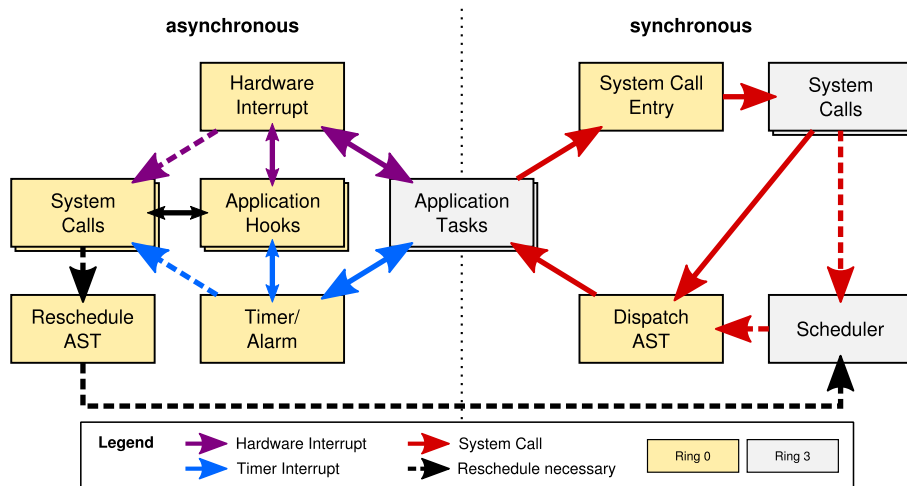 asynchronous
synchronous
Hardware
Interrupt
System Call
Entry
System
Calls
System
Calls
Application
Hooks
Application
Tasks
Reschedule
AST
Timer/
Alarm
Dispatch
AST
Scheduler
Legend
Hardware Interrupt
System Call
Timer Interrupt
Reschedule necessary
Ring 0
Ring 3